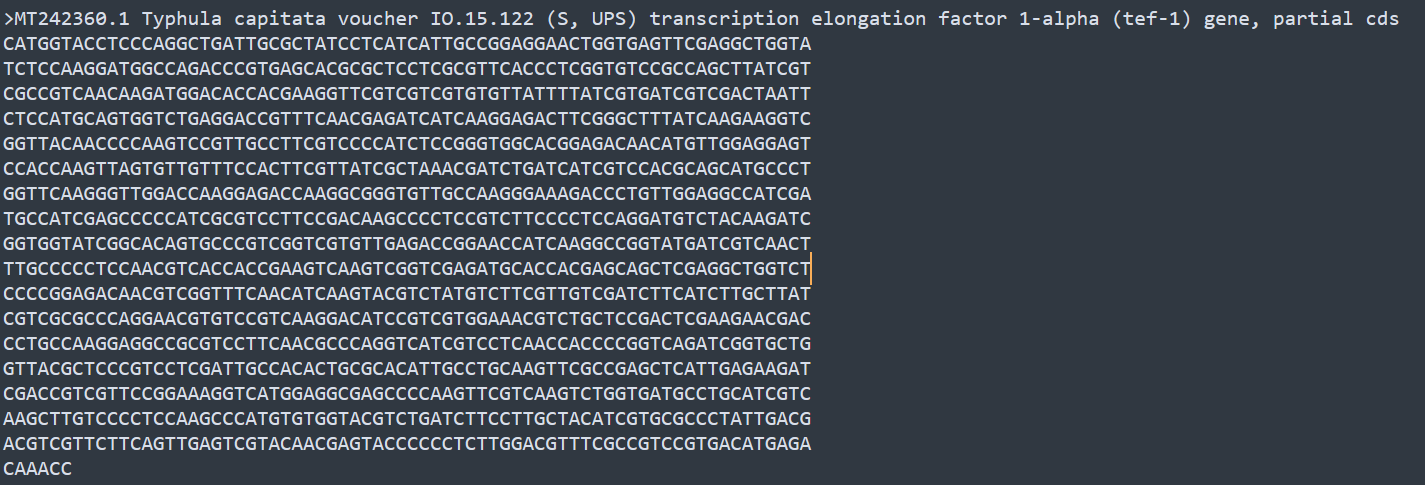 >MT242360.1 Typhula capitata voucher IO.15.122 (S, UPS) transcription elongation factor 1-alpha (tef-1) gene, partial cds
CATGGTACCTCCCAGGCTGATTGCGCTATCCTCATCATTGCCGGAGGAACTGGTGAGTTCGAGGCTGGTA
TCTCCAAGGATGGCCAGACCCGTGAGCACGCGCTCCTCGCGTTCACCCTCGGTGTCCGCCAGCTTATCGT
CGCCGTCAACAAGATGGACACCACGAAGGTTCGTCGTCGTGTGTTATTTTATCGTGATCGTCGACTAATT
CTCCATGCAGTGGTCTGAGGACCGTTTCAACGAGATCATCAAGGAGACTTCGGGCTTTATCAAGAAGGTC
GGTTACAACCCCAAGTCCGTTGCCTTCGTCCCCATCTCCGGGTGGCACGGAGACAACATGTTGGAGGAGT
CCACCAAGTTAGTGTTGTTTCCACTTCGTTATCGCTAAACGATCTGATCATCGTCCACGCAGCATGCCCT
GGTTCAAGGGTTGGACCAAGGAGACCAAGGCGGGTGTTGCCAAGGGAAAGACCCTGTTGGAGGCCATCGA
TGCCATCGAGCCCCCATCGCGTCCTTCCGACAAGCCCCTCCGTCTTCCCCTCCAGGATGTCTACAAGATC
GGTGGTATCGGCACAGTGCCCGTCGGTCGTGTTGAGACCGGAACCATCAAGGCCGGTATGATCGTCAACT
TTGCCCCCTCCAACGTCACCACCGAAGTCAAGTCGGTCGAGATGCACCACGAGCAGCTCGAGGCTGGTCT
CCCCGGAGACAACGTCGGTTTCAACATCAAGTACGTCTATGTCTTCGTTGTCGATCTTCATCTTGCTTAT
CGTCGCGCCCAGGAACGTGTCCGTCAAGGACATCCGTCGTGGAAACGTCTGCTCCGACTCGAAGAACGAC
CCTGCCAAGGAGGCCGCGTCCTTCAACGCCCAGGTCATCGTCCTCAACCACCCCGGTCAGATCGGTGCTG
GTTACGCTCCCGTCCTCGATTGCCACACTGCGCACATTGCCTGCAAGTTCGCCGAGCTCATTGAGAAGAT
CGACCGTCGTTCCGGAAAGGTCATGGAGGCGAGCCCCAAGTTCGTCAAGTCTGGTGATGCCTGCATCGTC
AAGCTTGTCCCCTCCAAGCCCATGTGTGGTACGTCTGATCTTCCTTGCTACATCGTGCGCCCTATTGACG
ACGTCGTTCTTCAGTTGAGTCGTACAACGAGTACCCCCCTCTTGGACGTTTCGCCGTCCGTGACATGAGA
CAAACC